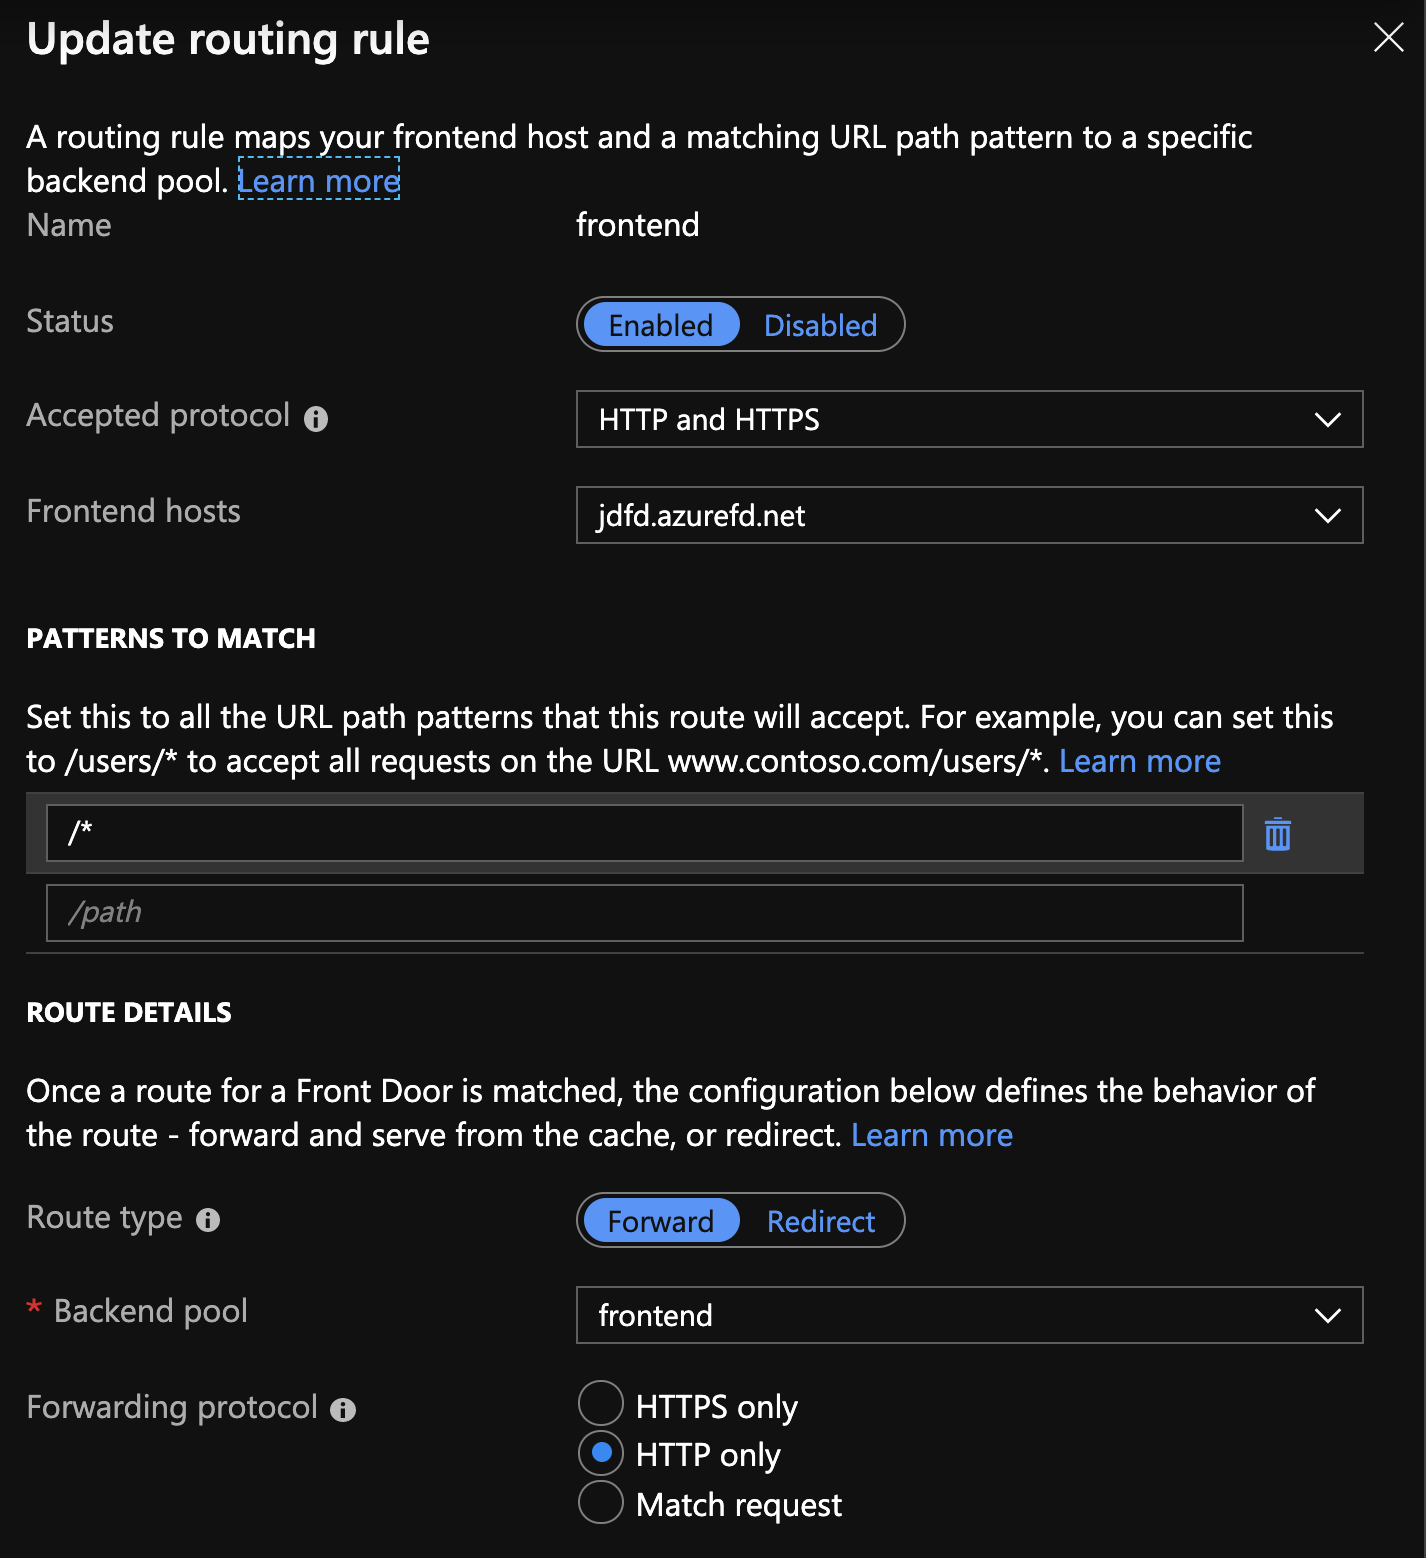 Update routing rule
A routing rule maps your frontend host and a matching URL path pattern to a specific
backend pool. Learn more
Name frontend
Status Enabled Disabled
Accepted protocol HTTP and HTTPS
Frontend hosts jdfd.azurefd.net
PATTERNS TO MATCH
Set this to all the URL path patterns that this route will accept. For example, you can set this
to /users/* to accept all requests on the URL www.contoso.com/users/*. Learn more
/*
/path
ROUTE DETAILS
Once a route for a Front Door is matched, the configuration below defines the behavior of
the route - forward and serve from the cache, or redirect. Learn more
Route type Forward Redirect
* Backend pool frontend
Forwarding protocol HTTPS only
HTTP only
Match request